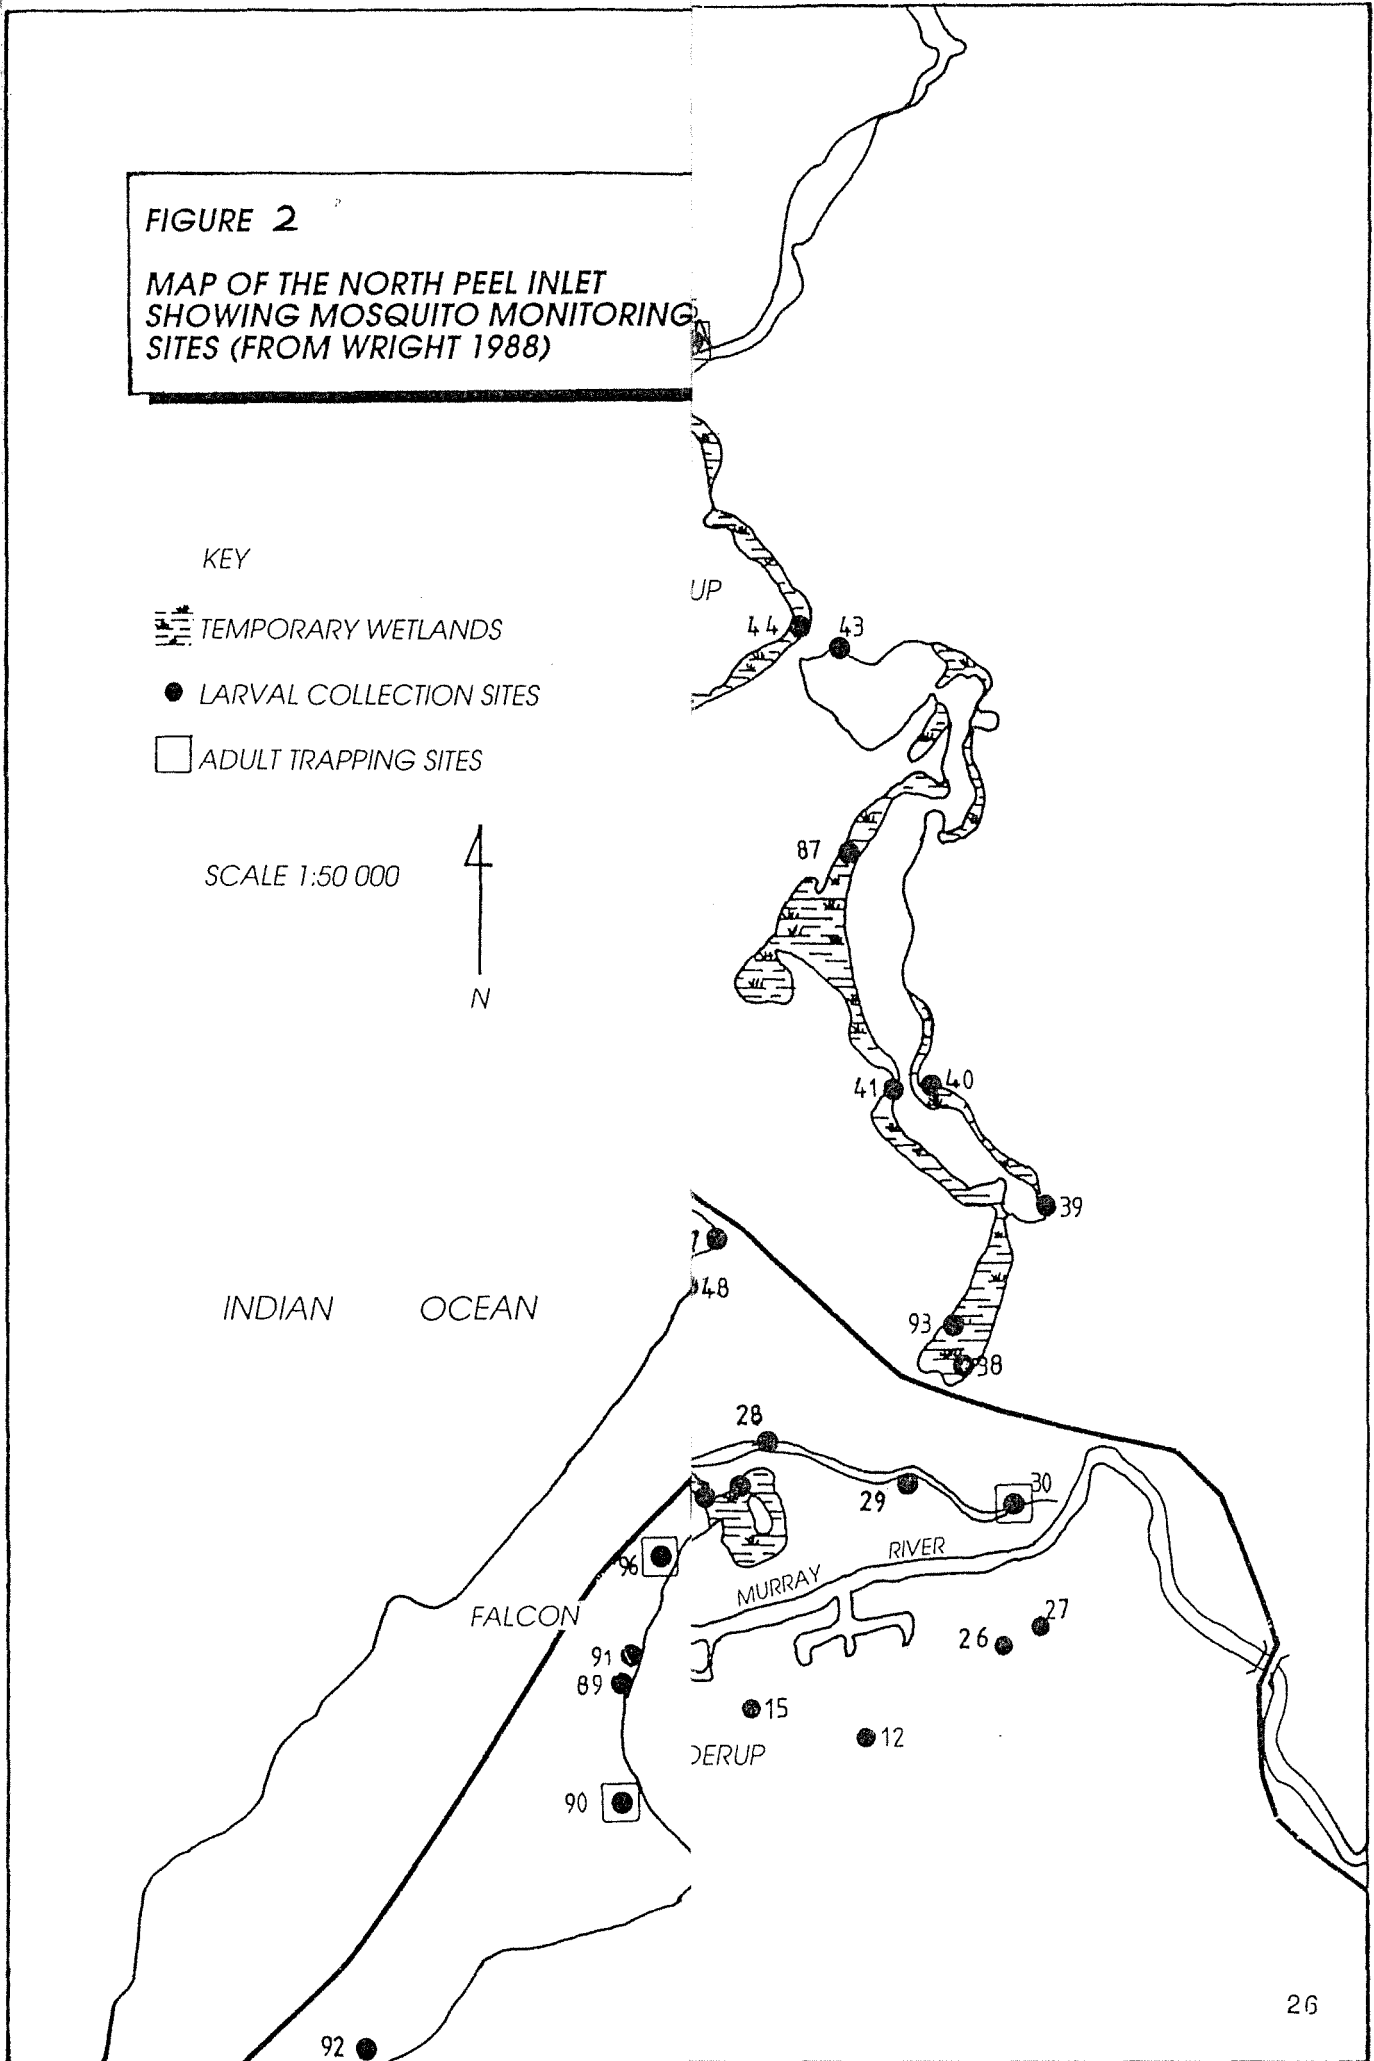 FIGURE 2
MAP OF THE NORTH PEEL INLET
SHOWING MOSQUITO MONITORING
SITES (FROM WRIGHT 1988)
KEY
TEMPORARY WETLANDS
LARVAL COLLECTION SITES
ADULT TRAPPING SITES
SCALE 1:50 000
N
UP
44
43
87
41
40
39
48
INDIAN OCEAN
93
38
28
29
30
96
RIVER
MURRAY
FALCON
27
26
91
89
15
12
DERUP
90
26
92